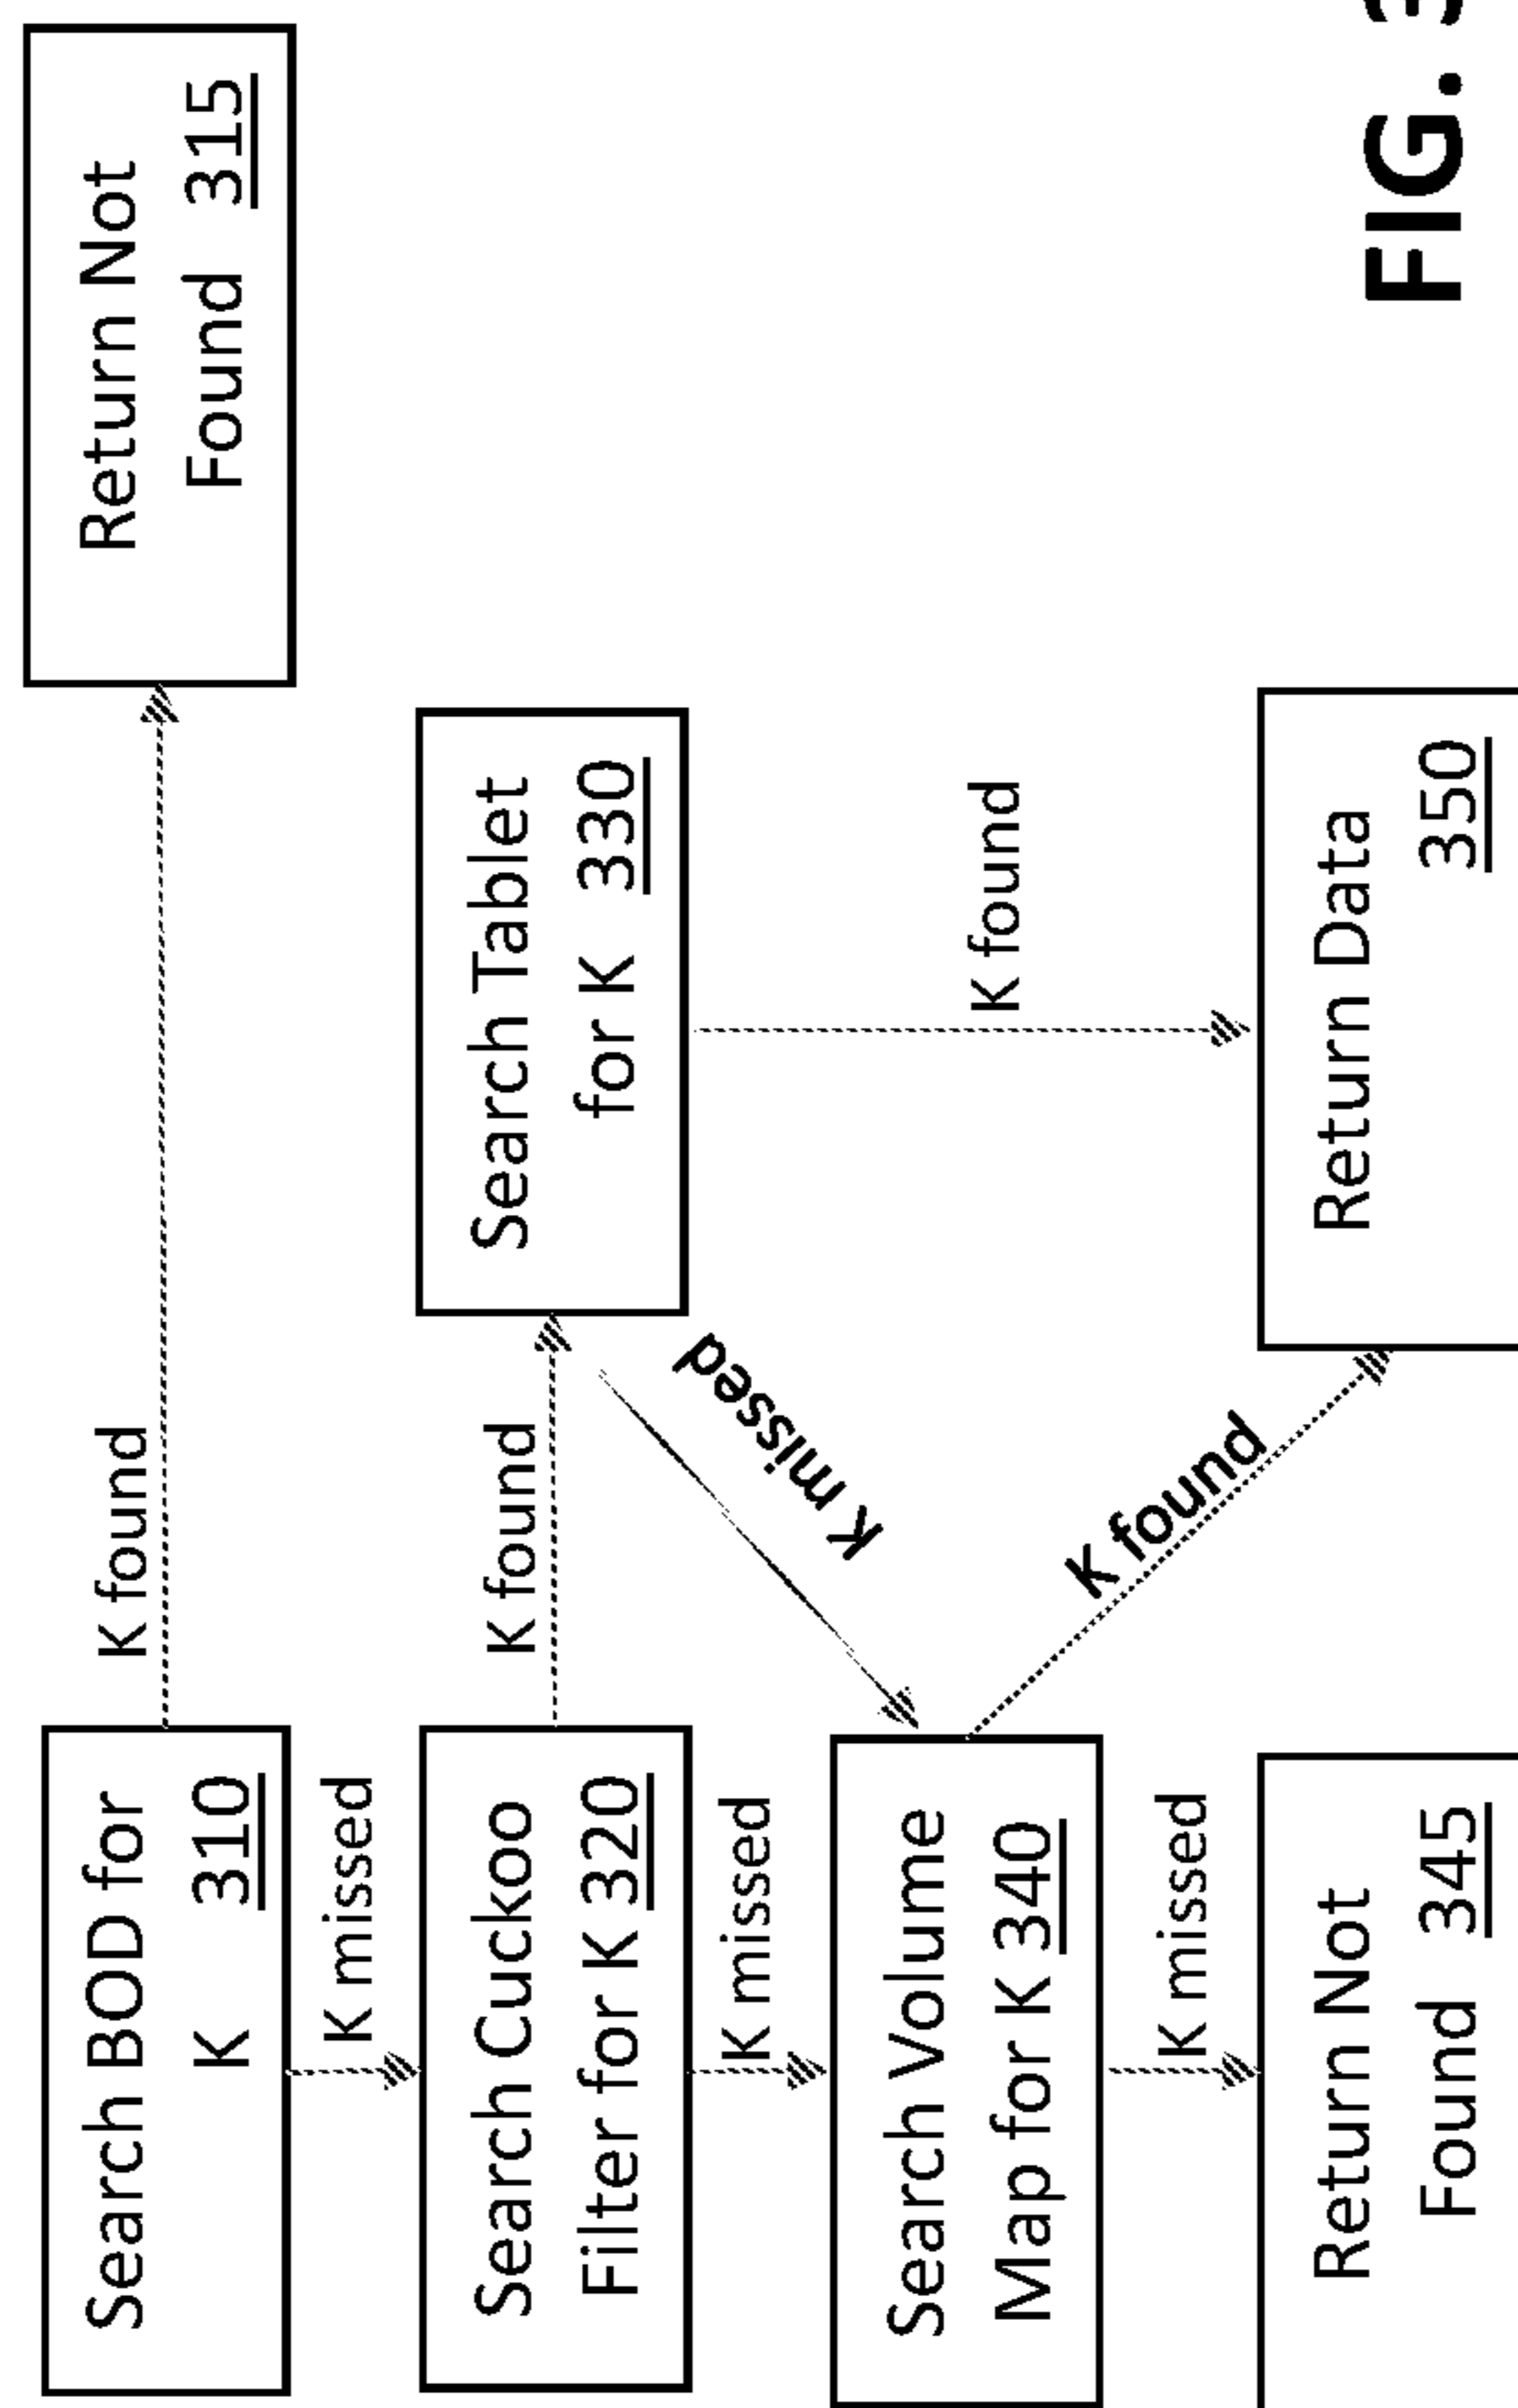 Search BOD for
K 310
K found
Return Not
Found 315
K missed
Search Cuckoo
Filter for K 320
K found
Search Tablet
for K 330
K missed
K missed
K found
Search Volume
Map for K 340
K found
K missed
Return Not
Found 345
Return Data
350
FIG. 3